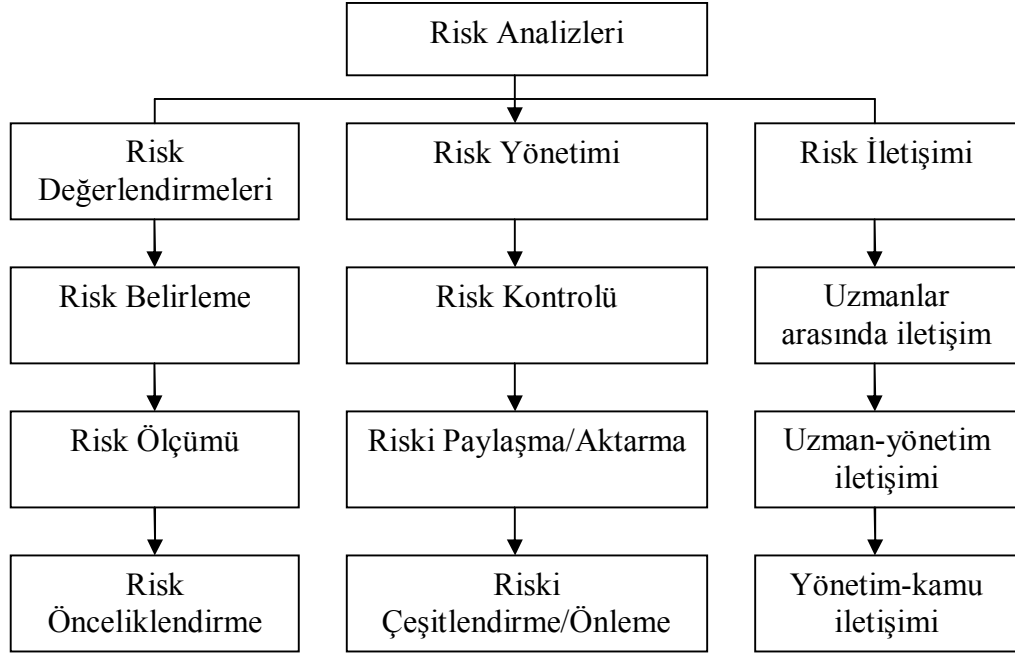 Risk Analizleri
Risk
Değerlendirmeleri
Risk Yönetimi
Risk İletişimi
Risk Belirleme
Risk Kontrolü
Uzmanlar
arasında iletişim
Risk Ölçümü
Riski Paylaşma/Aktarma
Uzman-yönetim
iletişimi
Risk
Önceliklendirme
Riski
Çeşitlendirme/Önleme
Yönetim-kamu
iletişimi